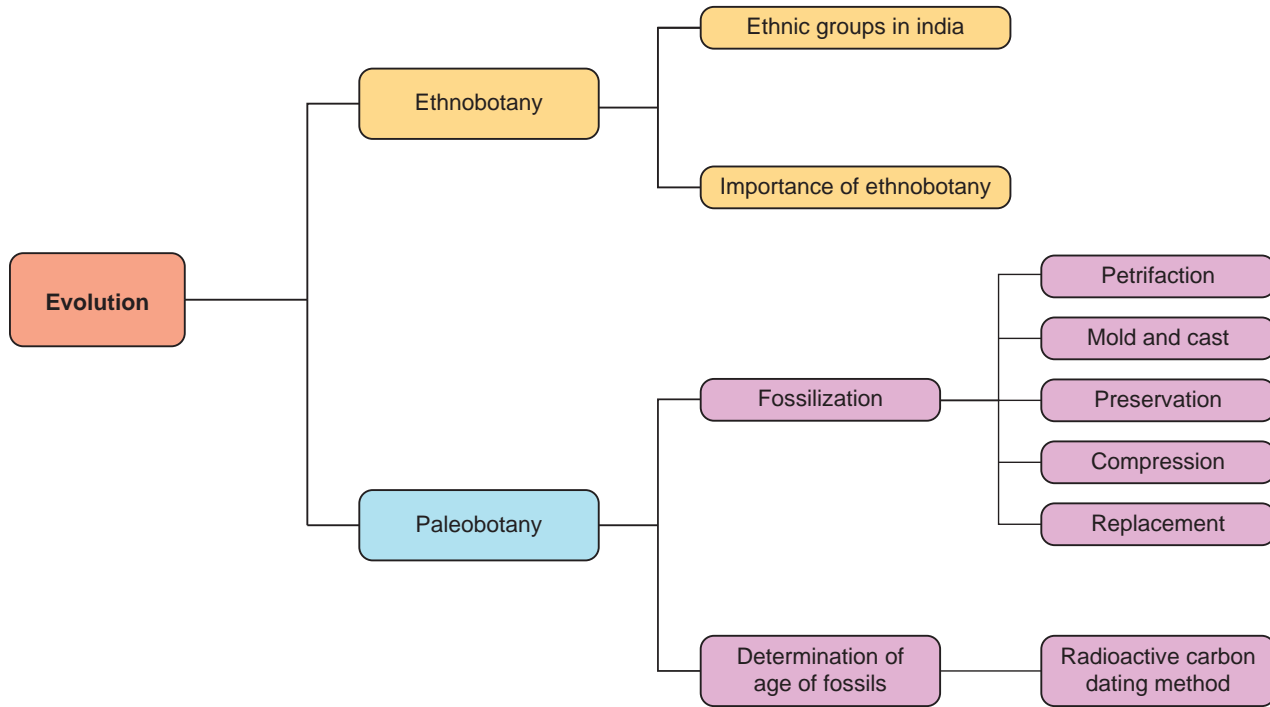 Evolution
Ethnobotany
Ethnic groups in india
Importance of ethnobotany
Paleobotany
Fossilization
Petrifaction
Mold and cast
Preservation
Compression
Replacement
Determination of
age of fossils
Radioactive carbon
dating method